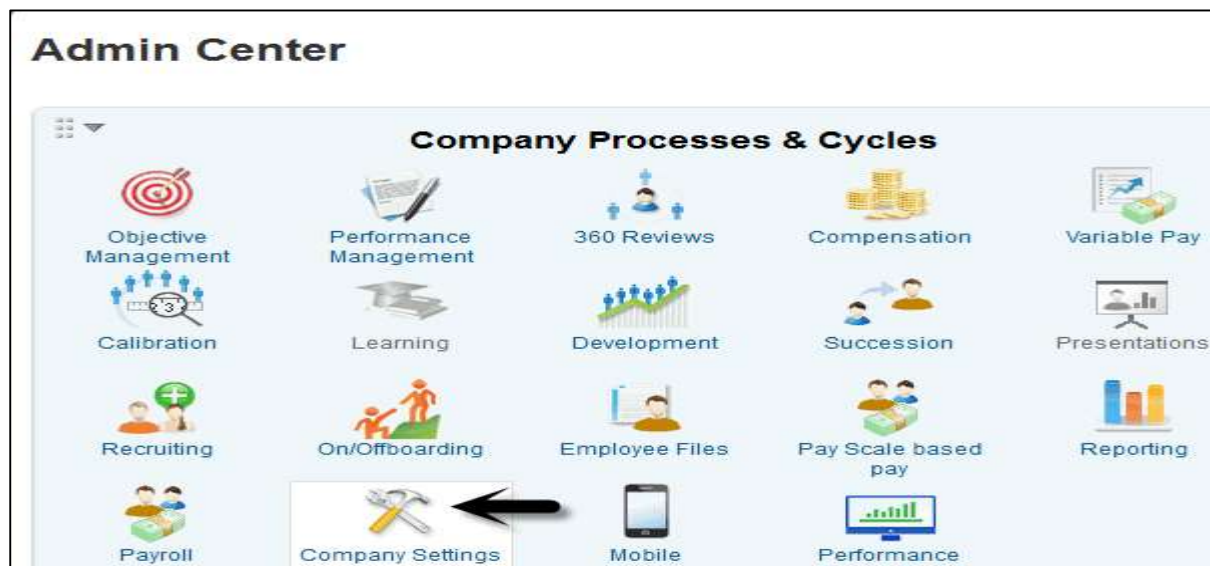 Admin Center
Company Processes & Cycles
Objective
Management
Performance
Management
360 Reviews
Compensation
Variable Pay
Calibration
Learning
Development
Succession
Presentations
Recruiting
On/Offboarding
Employee Files
Pay Scale based
pay
Reporting
Payroll
Company Settings
Mobile
Performance